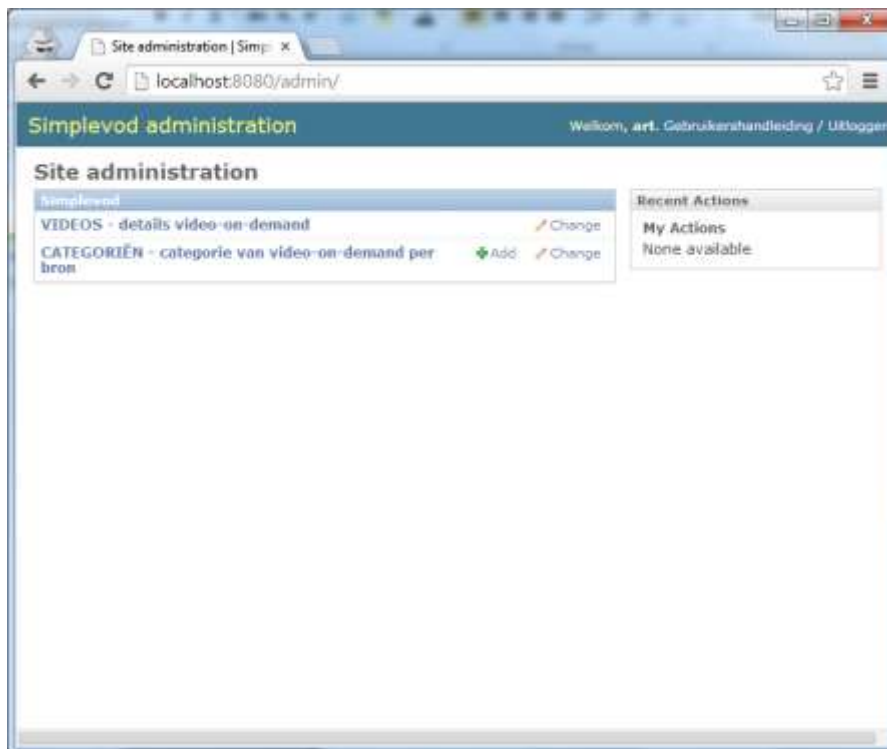 Site administration | Simp
localhost:8080/admin/
Simplevod administration
Welkom, art. Gebruikershandleiding / Uitloggen
Site administration
Simplevod
VIDEOS - details video-on-demand
Change
CATEGORIËN - categorie van video-on-demand per
bron
Add
Change
Recent Actions
My Actions
None available